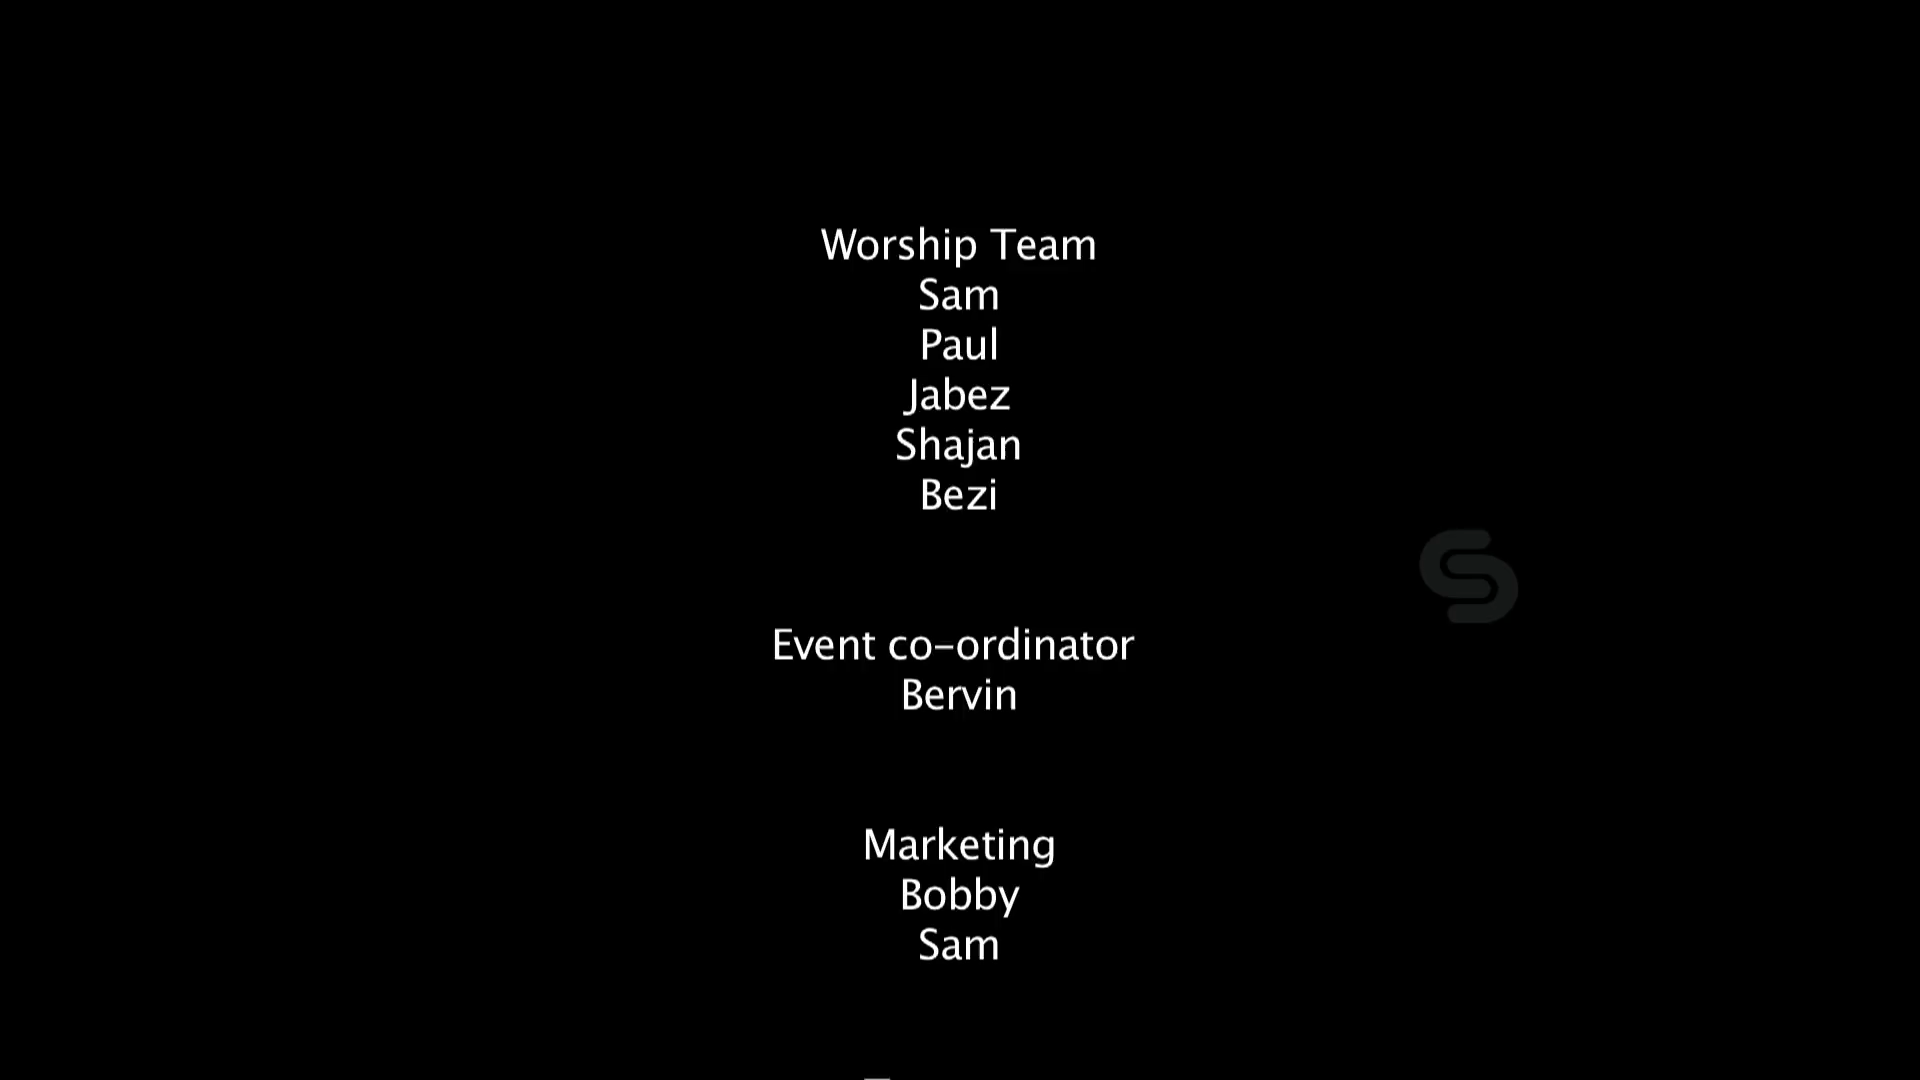 Worship Team
Sam
Paul
Jabez
Shajan
Bezi
Event co-ordinator
Bervin
Marketing
Bobby
Sam